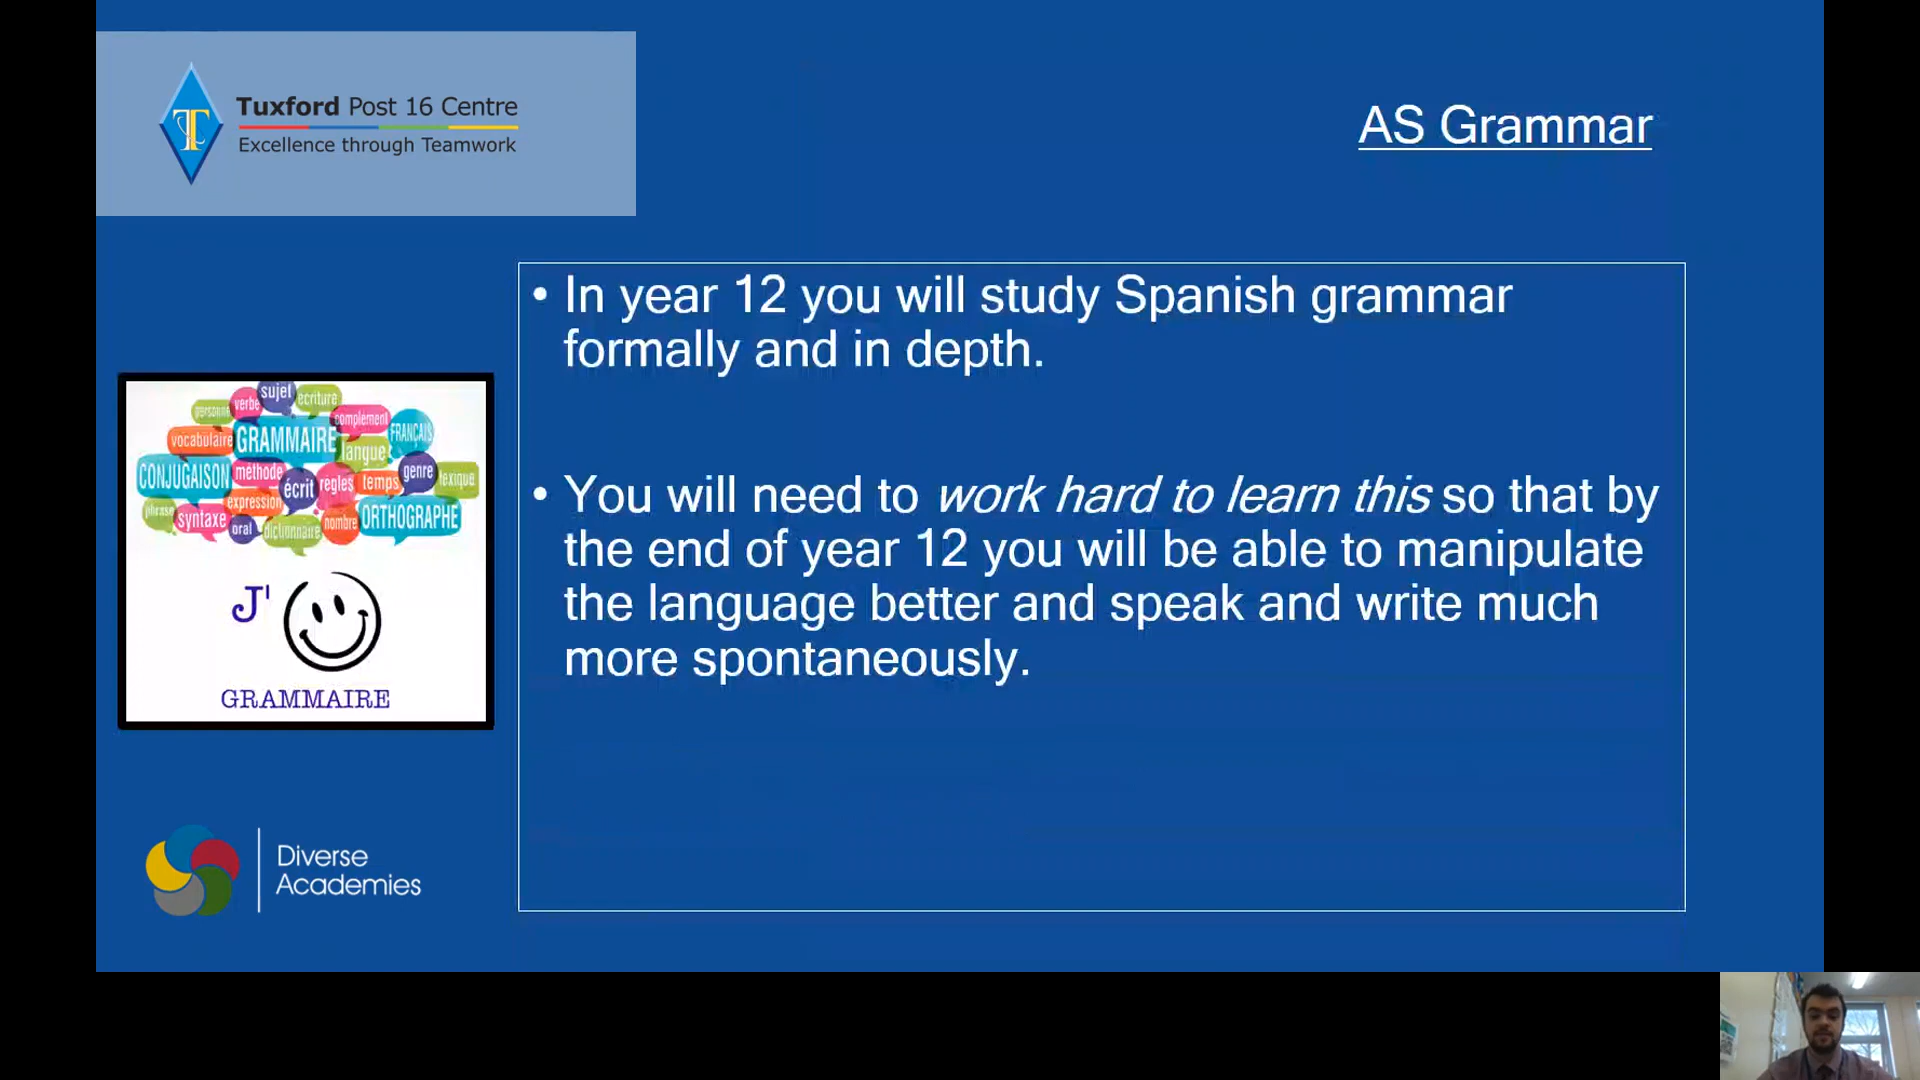 Tuxford Post 16 Centre
Excellence through Teamwork
AS Grammar
• In year 12 you will study Spanish grammar
formally and in depth.
• You will need to work hard to learn this so that by
the end of year 12 you will be able to manipulate
the language better and speak and write much
more spontaneously.
sujet
personne verbe écriture
complément
vocabulaire GRAMMAIRE FRANÇAIS
langue
CONJUGAISON méthode genre lexique
écrit regles temps
expression
phrase syntaxe oral dictionnaire nombre ORTHOGRAPHE
J'
GRAMMAIRE
Diverse
Academies